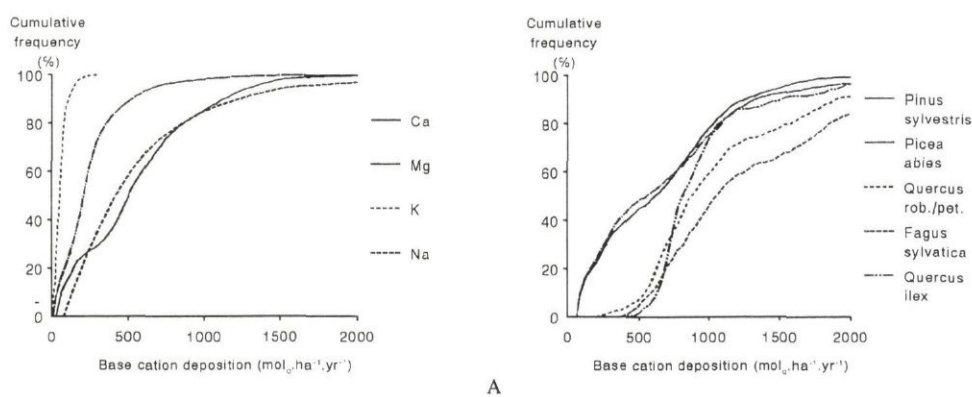 Cumulative
frequency
(%)
100
80
60
40
20
0
0 500 1000 1500 2000
Base cation deposition (molc.ha⁻¹.yr⁻¹)
Ca
Mg
K
Na
Cumulative
frequency
(%)
100
80
60
40
20
0
0 500 1000 1500 2000
Base cation deposition (molc.ha⁻¹.yr⁻¹)
Pinus
sylvestris
Picea
abies
Quercus
rob./pet.
Fagus
sylvatica
Quercus
ilex
A